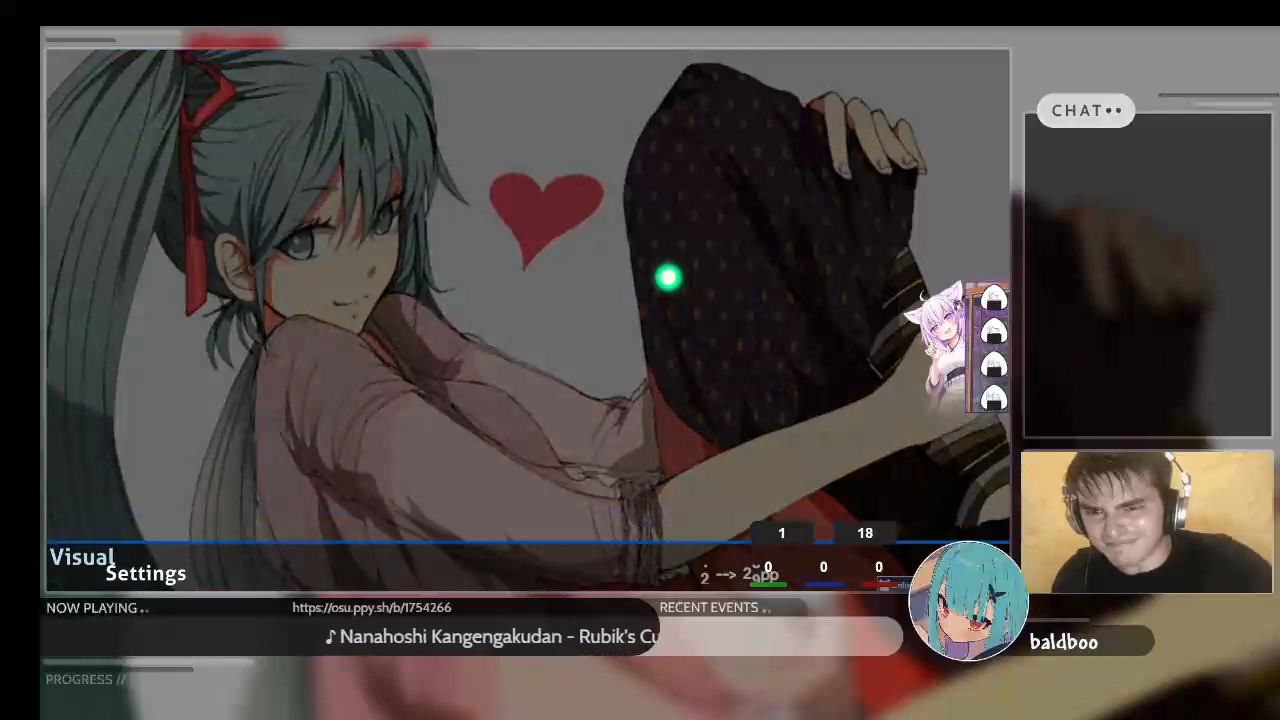 CHAT••
Visual
Settings
1 18
0 0 0
NOW PLAYING
https://osu.ppy.sh/b/1754266
RECENT EVENTS
♪ Nanahoshi Kangengakudan - Rubik's Cu
baldboo
PROGRESS //